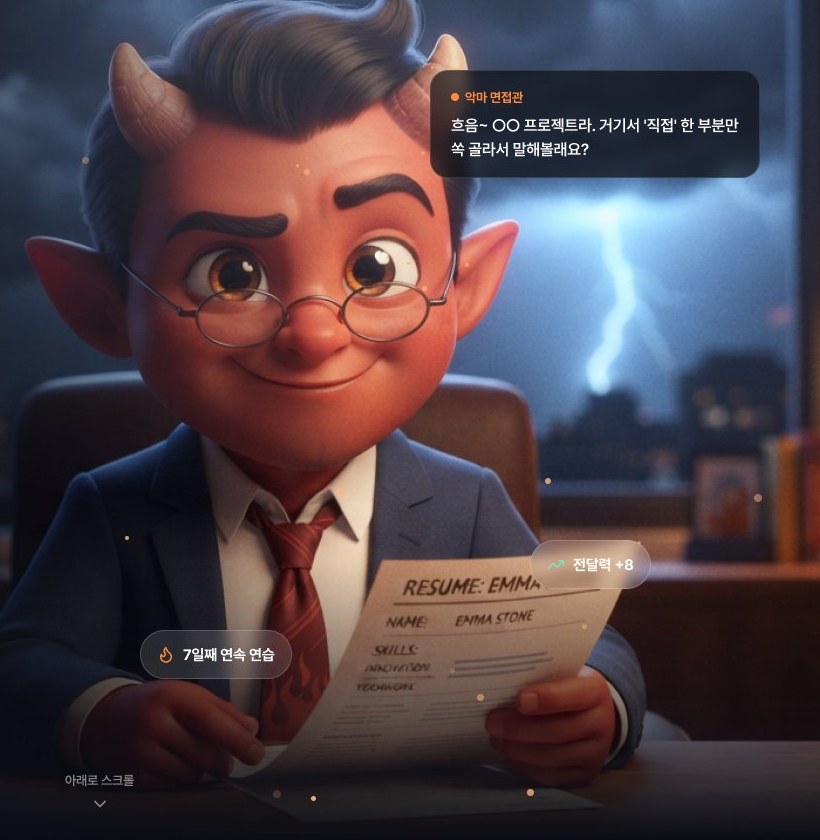 악마 면접관
흐음~ ○○ 프로젝트라. 거기서 '직접' 한 부분만
쏙 골라서 말해볼래요?
전달력 +8
RESUME: EMMA
NAME: EMMA STONE
SKILLS:
7일째 연속 연습
아래로 스크롤